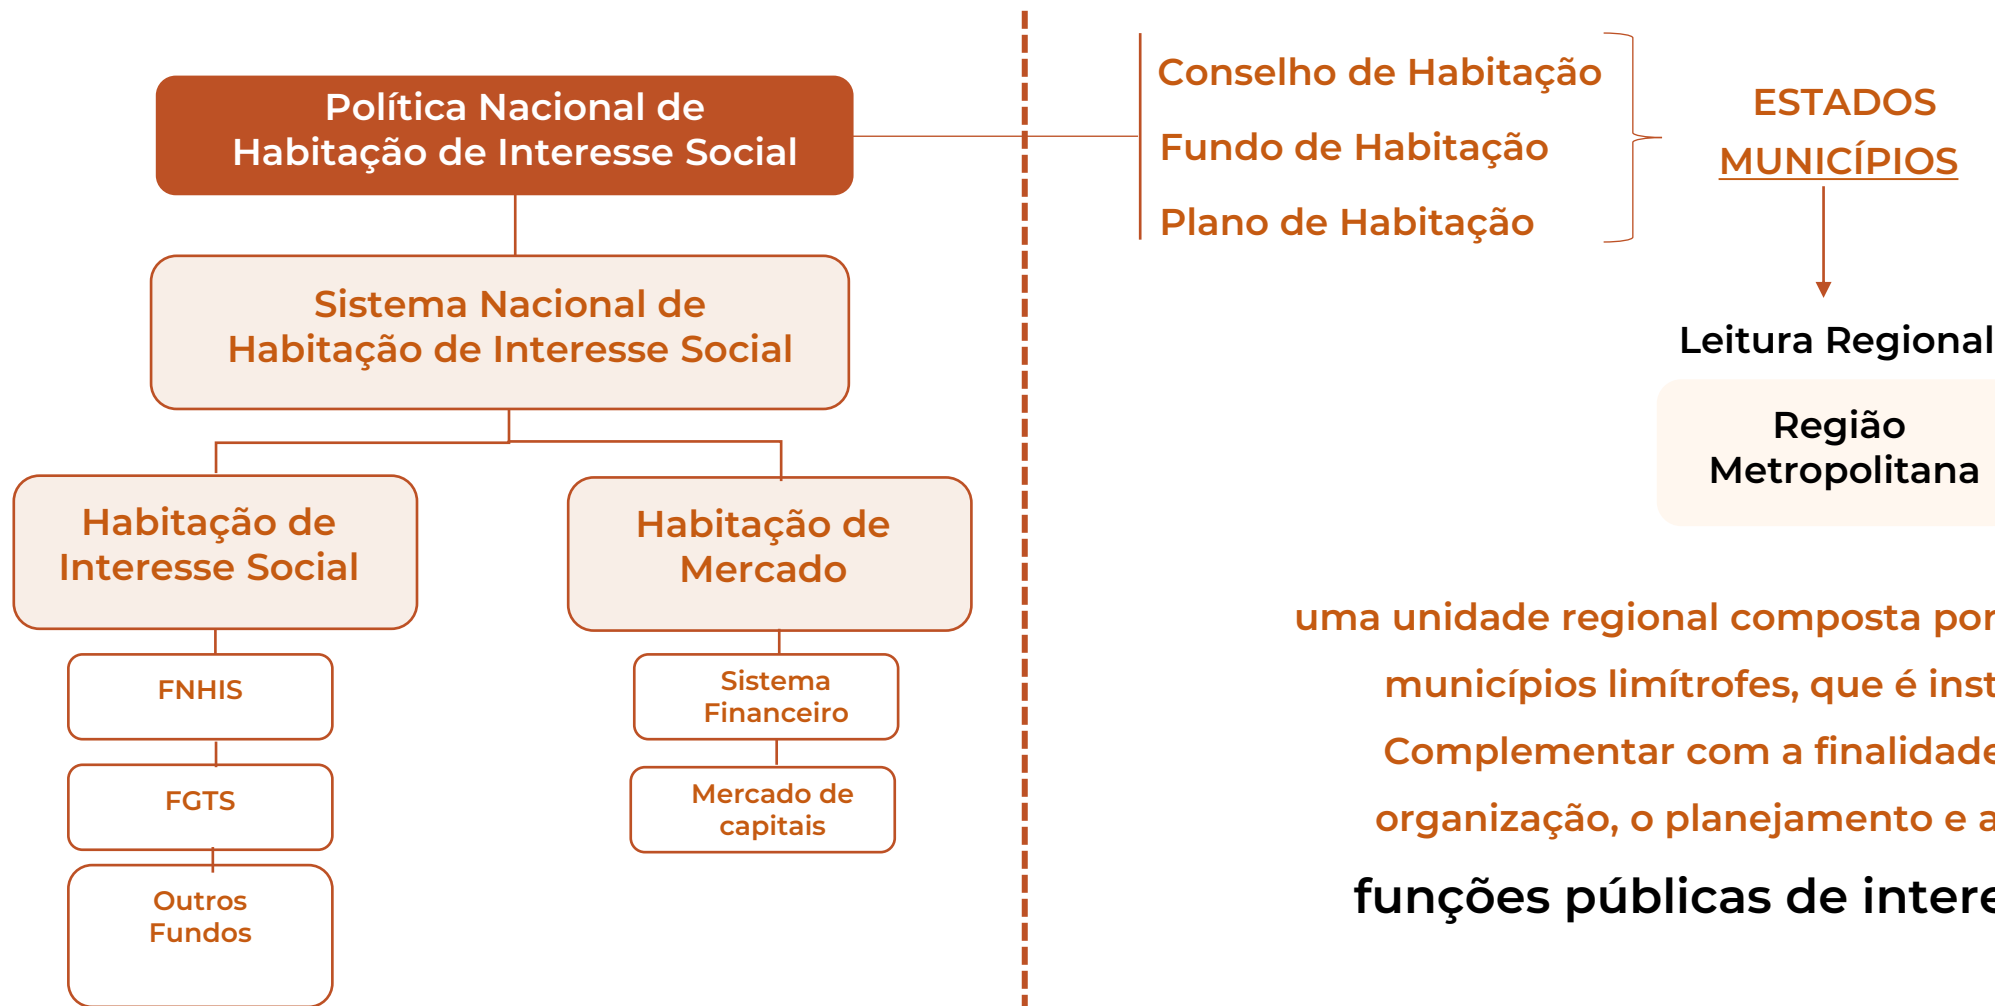 Política Nacional de
Habitação de Interesse Social
Sistema Nacional de
Habitação de Interesse Social
Habitação de
Interesse Social
Habitação de
Mercado
FNHIS
FGTS
Outros
Fundos
Sistema
Financeiro
Mercado de
capitais
Conselho de Habitação
Fundo de Habitação
Plano de Habitação
ESTADOS
MUNICÍPIOS
Leitura Regional
Região
Metropolitana
uma unidade regional composta por
municípios limítrofes, que é inst
Complementar com a finalidade
organização, o planejamento e a
funções públicas de intere